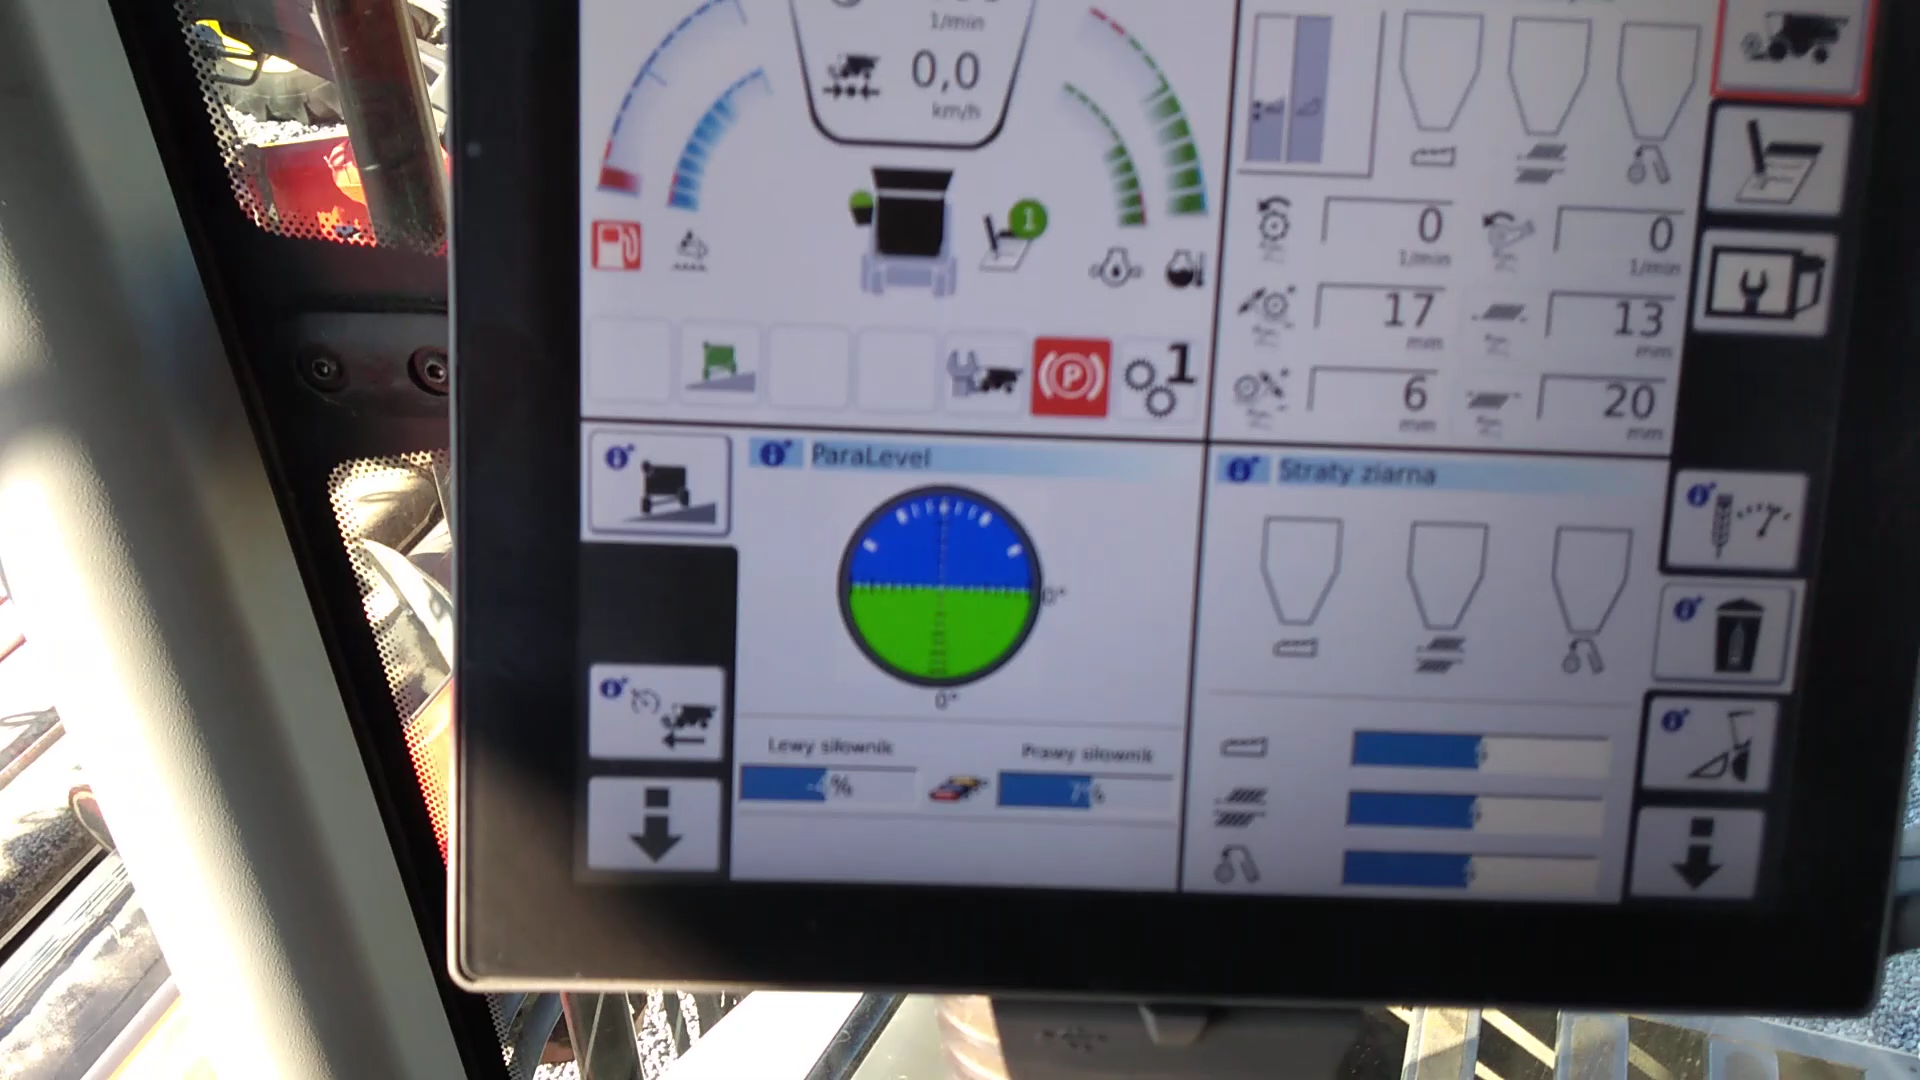 1/min
0,0
km/h
1
0
1/min
0
1/min
17
mm
13
mm
P
1
6
mm
20
mm
ParaLevel
Straty ziarna
0°
0°
Lewy siłownik
Prawy siłownik
%
7%